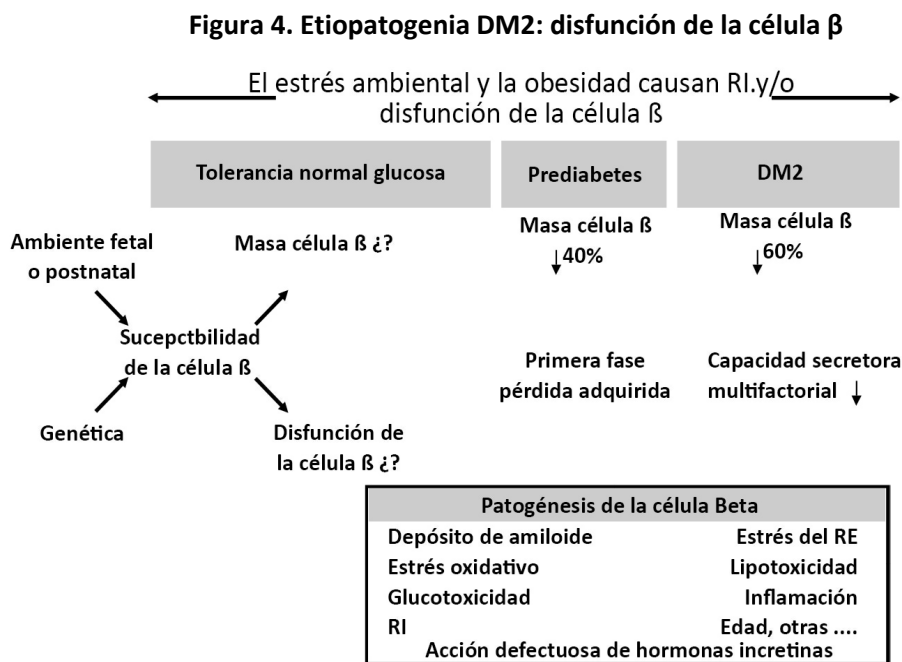 Figura 4. Etiopatogenia DM2: disfunción de la célula β
El estrés ambiental y la obesidad causan RI.y/o
disfunción de la célula ß
Tolerancia normal glucosa
Prediabetes
DM2
Ambiente fetal
o postnatal
Masa célula ß ¿?
Masa célula ß
↓40%
Masa célula ß
↓60%
Sucepctbilidad
de la célula ß
Primera fase
pérdida adquirida
Capacidad secretora
multifactorial ↓
Genética
Disfunción de
la célula ß ¿?
Patogénesis de la célula Beta
Depósito de amiloide Estrés del RE
Estrés oxidativo Lipotoxicidad
Glucotoxicidad Inflamación
RI Edad, otras ....
Acción defectuosa de hormonas incretinas